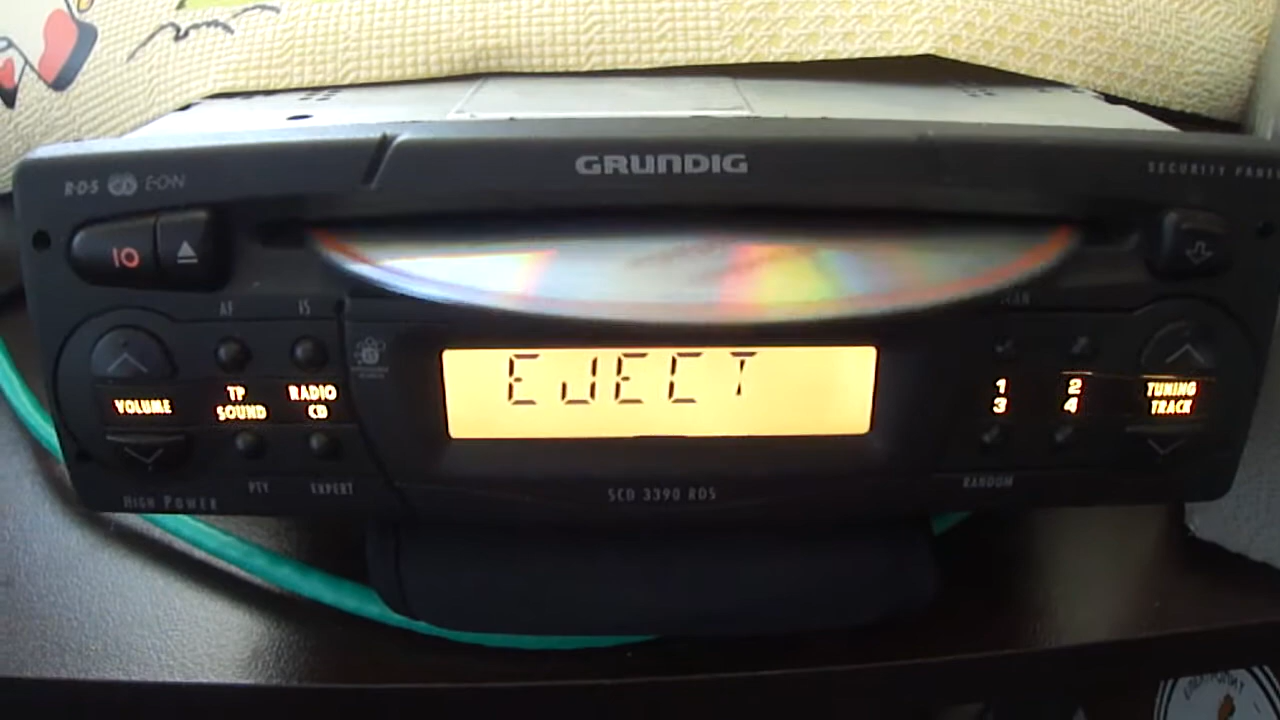 GRUNDIG
R·D·S EON
SECURITY PANEL
IO
AF IS
VOLUME
TP
SOUND
RADIO
CD
EJECT
1 2
3 4
TUNING
TRACK
PTY EXPERT
RANDOM
HIGH POWER
SCD 3390 RDS